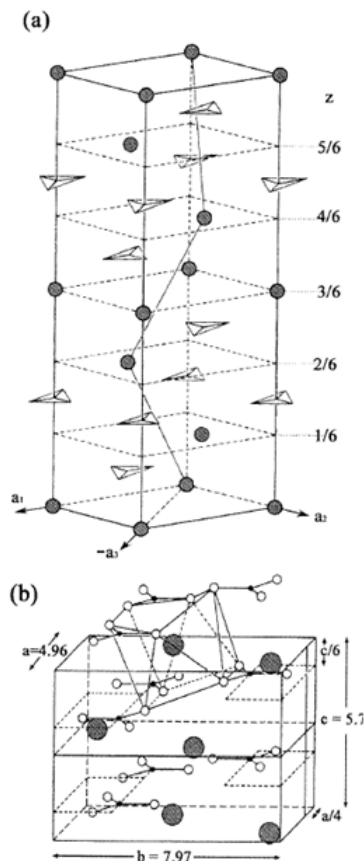 (a)
z
5/6
4/6
3/6
2/6
1/6
a₁
a₂
−a₃
(b)
a=4.96
c/6
c = 5.7
a/4
b = 7.97